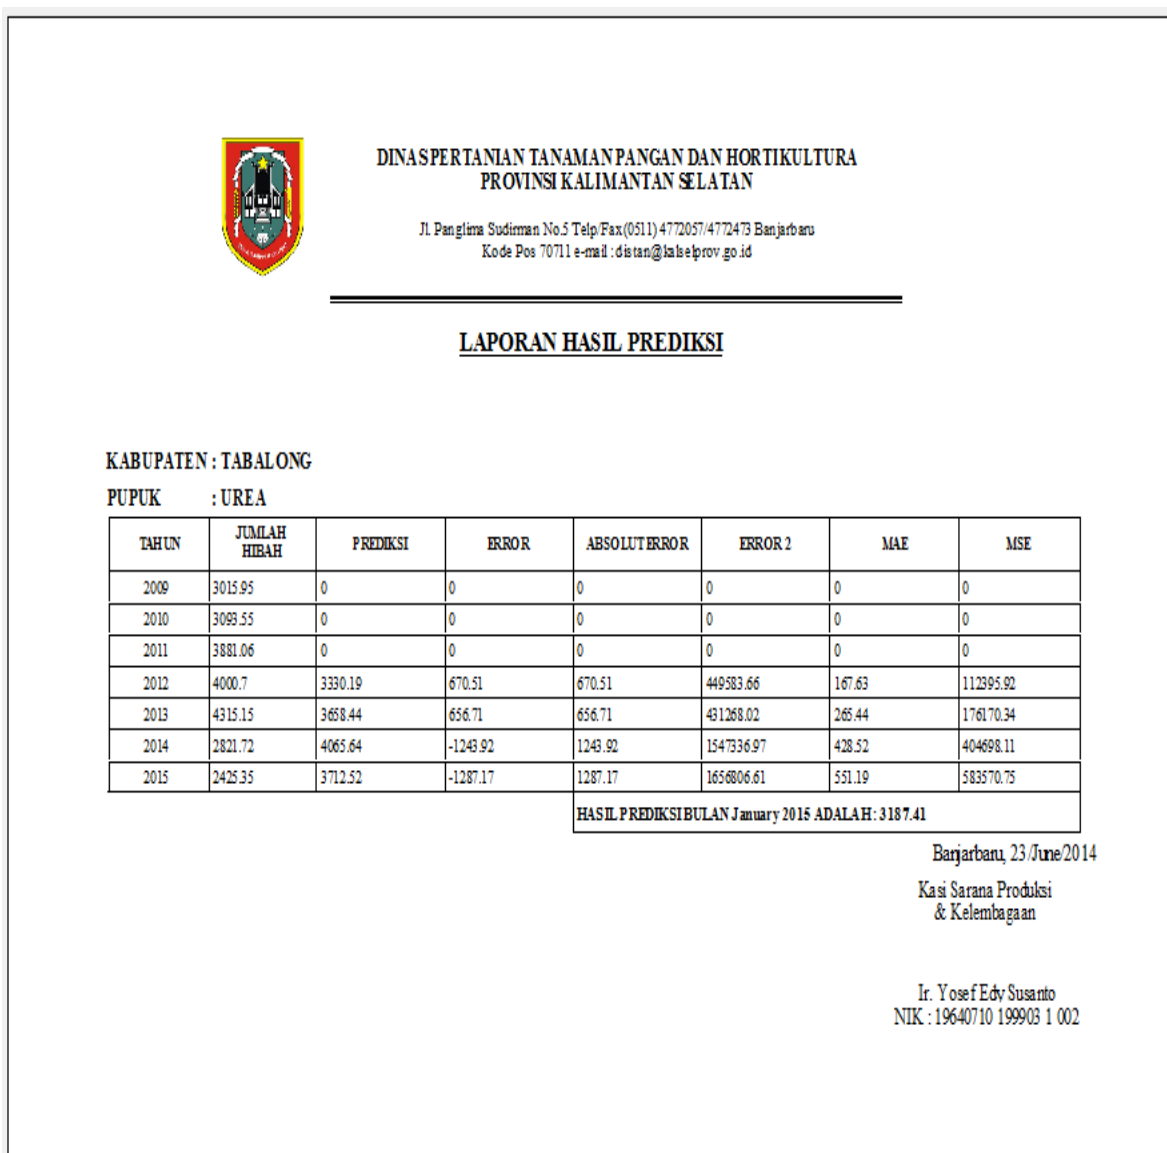 DINAS PERTANIAN TANAMAN PANGAN DAN HORTIKULTURA
PROVINSI KALIMANTAN SELATAN
Jl. Panglima Sudirman No.5 Telp/Fax (0511) 4772057/4772473 Banjarbaru
Kode Pos 70711 e-mail : distan@kalselprov.go.id
LAPORAN HASIL PREDIKSI
KABUPATEN : TABALONG
PUPUK : UREA
TAHUN JUMLAH HIBAH PREDIKSI ERROR ABSOLUT ERROR ERROR 2 MAE MSE
2009 3015.95 0 0 0 0 0 0
2010 3093.55 0 0 0 0 0 0
2011 3881.06 0 0 0 0 0 0
2012 4000.7 3330.19 670.51 670.51 449583.66 167.63 112395.92
2013 4315.15 3658.44 656.71 656.71 431268.02 265.44 176170.34
2014 2821.72 4065.64 -1243.92 1243.92 1547336.97 428.52 404698.11
2015 2425.35 3712.52 -1287.17 1287.17 1656806.61 551.19 583570.75
HASIL PREDIKSI BULAN January 2015 ADALAH : 3187.41
Banjarbaru, 23/June/2014
Kasi Sarana Produksi
& Kelembagaan
Ir. Yosef Edy Susanto
NIK : 19640710 199903 1 002